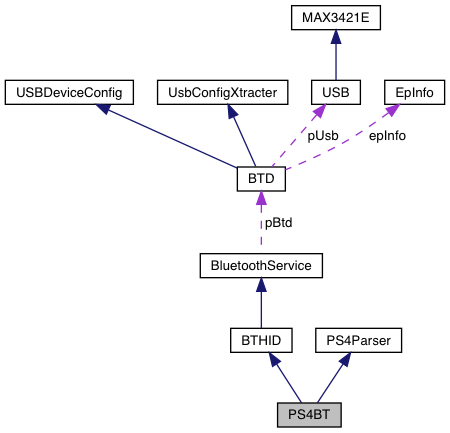 MAX3421E
USBDeviceConfig
UsbConfigXtracter
USB
EpInfo
pUsb
epInfo
BTD
pBtd
BluetoothService
BTHID
PS4Parser
PS4BT